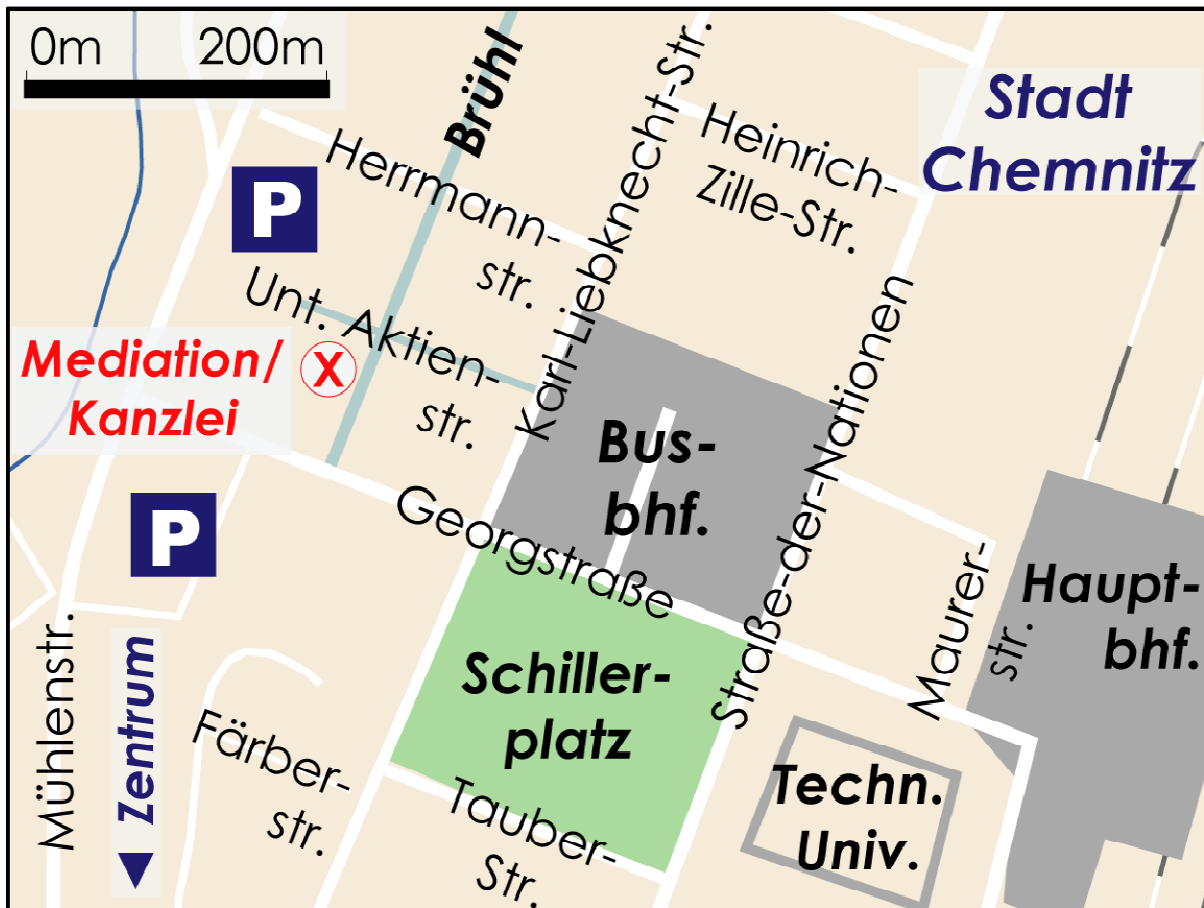 0m 200m
Brühl
Karl-Liebknecht-Str.
Stadt
Chemnitz
Herrmann-
str.
Heinrich-
Zille-Str.
P
Unt. Aktien-
str.
Mediation/
Kanzlei
X
Straße-der-Nationen
Bus-
bhf.
Georgstraße
P
Maurer-
str.
Haupt-
bhf.
Mühlenstr.
Zentrum
Schiller-
platz
Färber-
str.
Tauber-
Str.
Techn.
Univ.